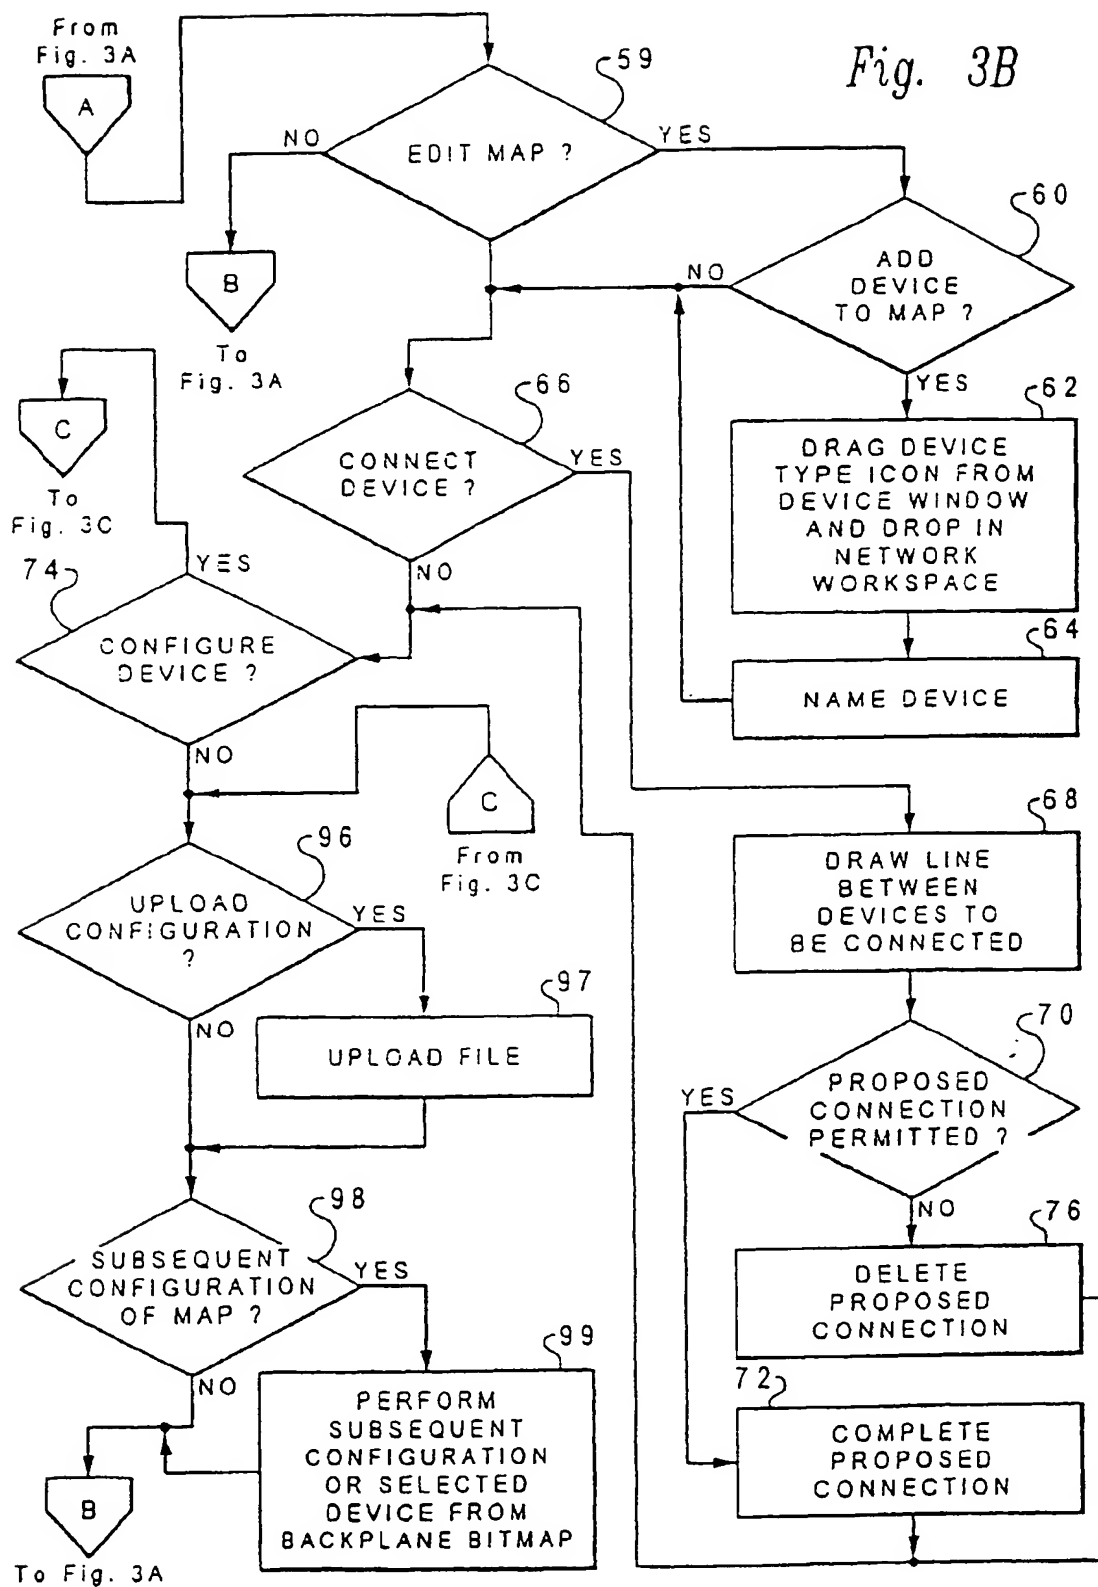 From
Fig. 3A
A
Fig. 3B
59
EDIT MAP ?
NO
YES
B
To
Fig. 3A
60
ADD
DEVICE
TO MAP ?
NO
YES
C
To
Fig. 3C
66
CONNECT
DEVICE ?
YES
NO
62
DRAG DEVICE
TYPE ICON FROM
DEVICE WINDOW
AND DROP IN
NETWORK
WORKSPACE
64
NAME DEVICE
74
YES
CONFIGURE
DEVICE ?
NO
C
From
Fig. 3C
68
DRAW LINE
BETWEEN
DEVICES TO
BE CONNECTED
96
UPLOAD
CONFIGURATION
?
YES
NO
97
UPLOAD FILE
70
PROPOSED
CONNECTION
PERMITTED ?
YES
NO
76
DELETE
PROPOSED
CONNECTION
72
COMPLETE
PROPOSED
CONNECTION
98
SUBSEQUENT
CONFIGURATION
OF MAP ?
YES
NO
99
PERFORM
SUBSEQUENT
CONFIGURATION
OR SELECTED
DEVICE FROM
BACKPLANE BITMAP
B
To Fig. 3A